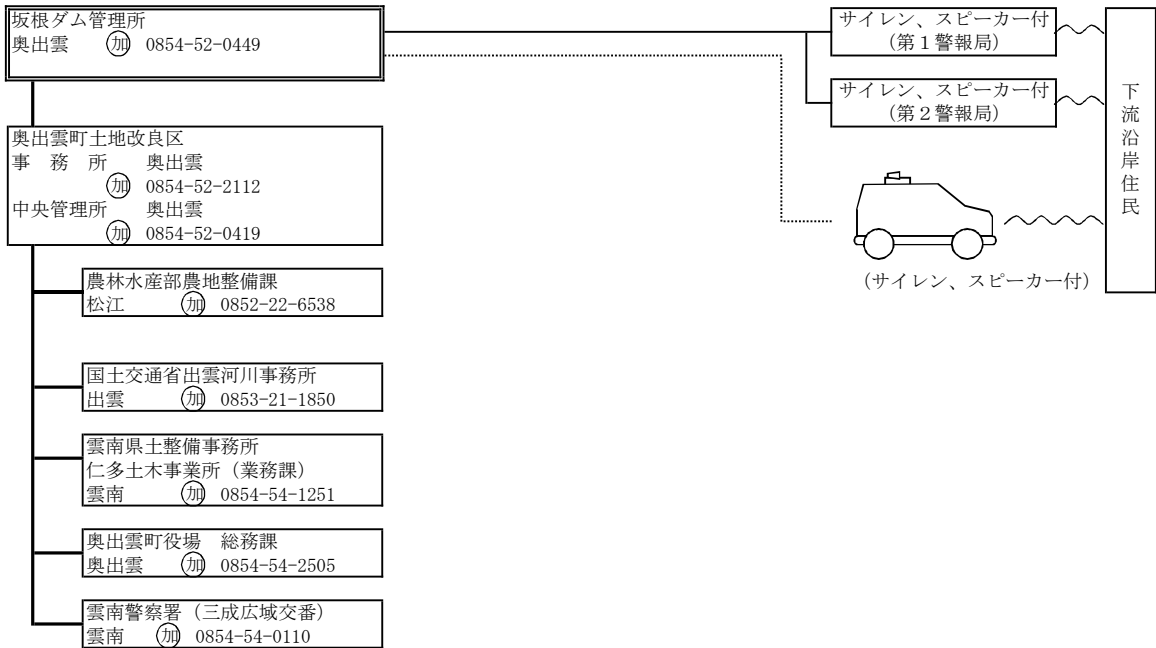 坂根ダム管理所
奥出雲　㋕加 0854-52-0449
サイレン、スピーカー付
(第1警報局)
サイレン、スピーカー付
(第2警報局)
下流沿岸住民
奥出雲町土地改良区
事　務　所　　奥出雲
加 0854-52-2112
中央管理所　　奥出雲
加 0854-52-0419
(サイレン、スピーカー付)
農林水産部農地整備課
松江　　加 0852-22-6538
国土交通省出雲河川事務所
出雲　　加 0853-21-1850
雲南県土整備事務所
仁多土木事業所（業務課）
雲南　　加 0854-54-1251
奥出雲町役場　総務課
奥出雲　　加 0854-54-2505
雲南警察署（三成広域交番）
雲南　加 0854-54-0110